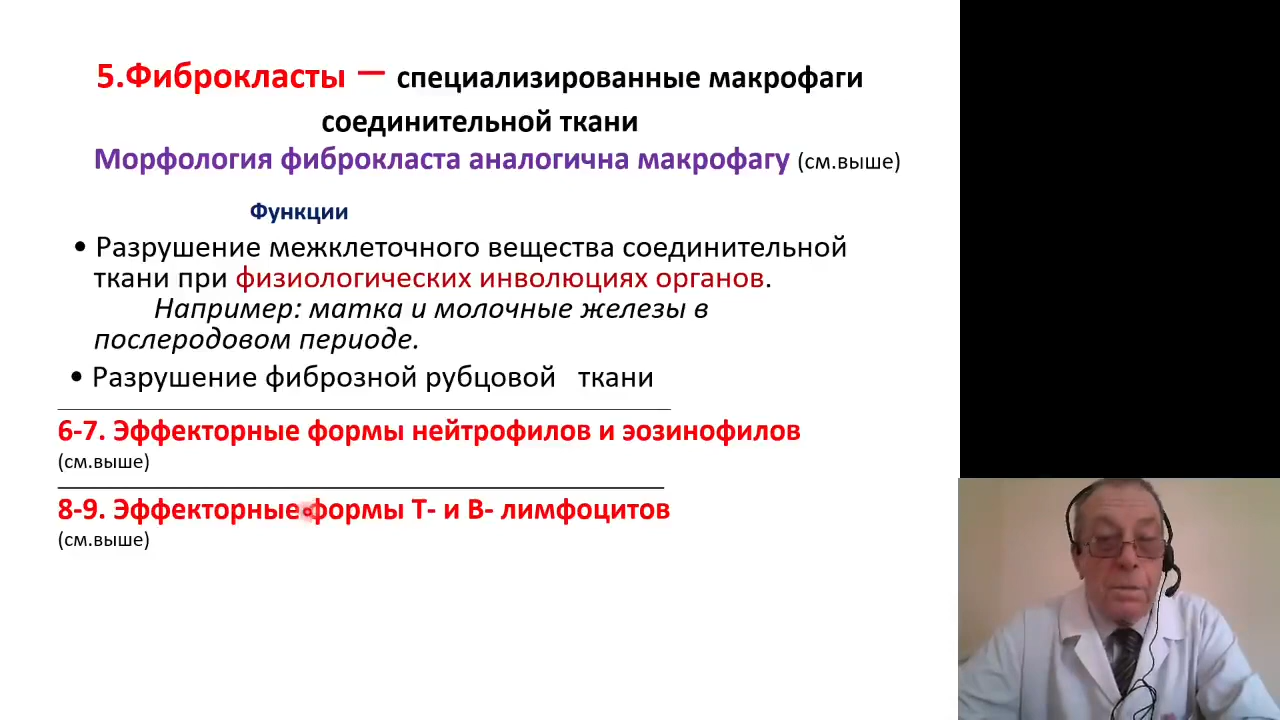 5.Фиброкласты – специализированные макрофаги
соединительной ткани
Морфология фиброкласта аналогична макрофагу (см.выше)
Функции
• Разрушение межклеточного вещества соединительной
ткани при физиологических инволюциях органов.
Например: матка и молочные железы в
послеродовом периоде.
• Разрушение фиброзной рубцовой ткани
6-7. Эффекторные формы нейтрофилов и эозинофилов
(см.выше)
8-9. Эффекторные формы Т- и В- лимфоцитов
(см.выше)